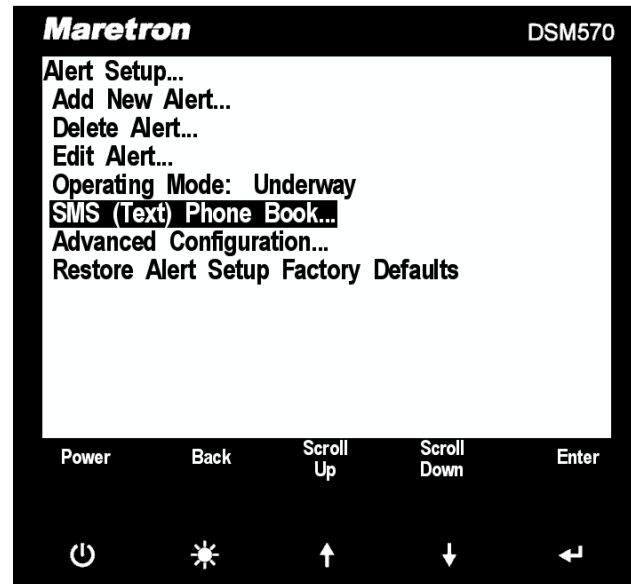 Maretron DSM570
Alert Setup...
Add New Alert...
Delete Alert...
Edit Alert...
Operating Mode: Underway
SMS (Text) Phone Book...
Advanced Configuration...
Restore Alert Setup Factory Defaults
Power Back Scroll Up Scroll Down Enter